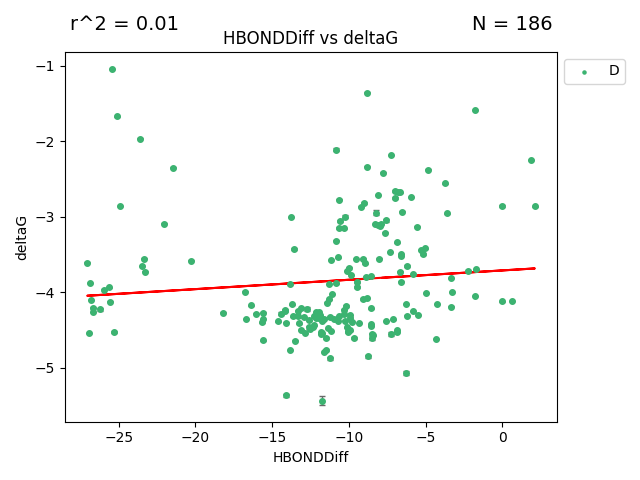 r^2 = 0.01
N = 186
HBONDDiff vs deltaG
D
−1
−2
−3
−4
−5
deltaG
−25 −20 −15 −10 −5 0
HBONDDiff